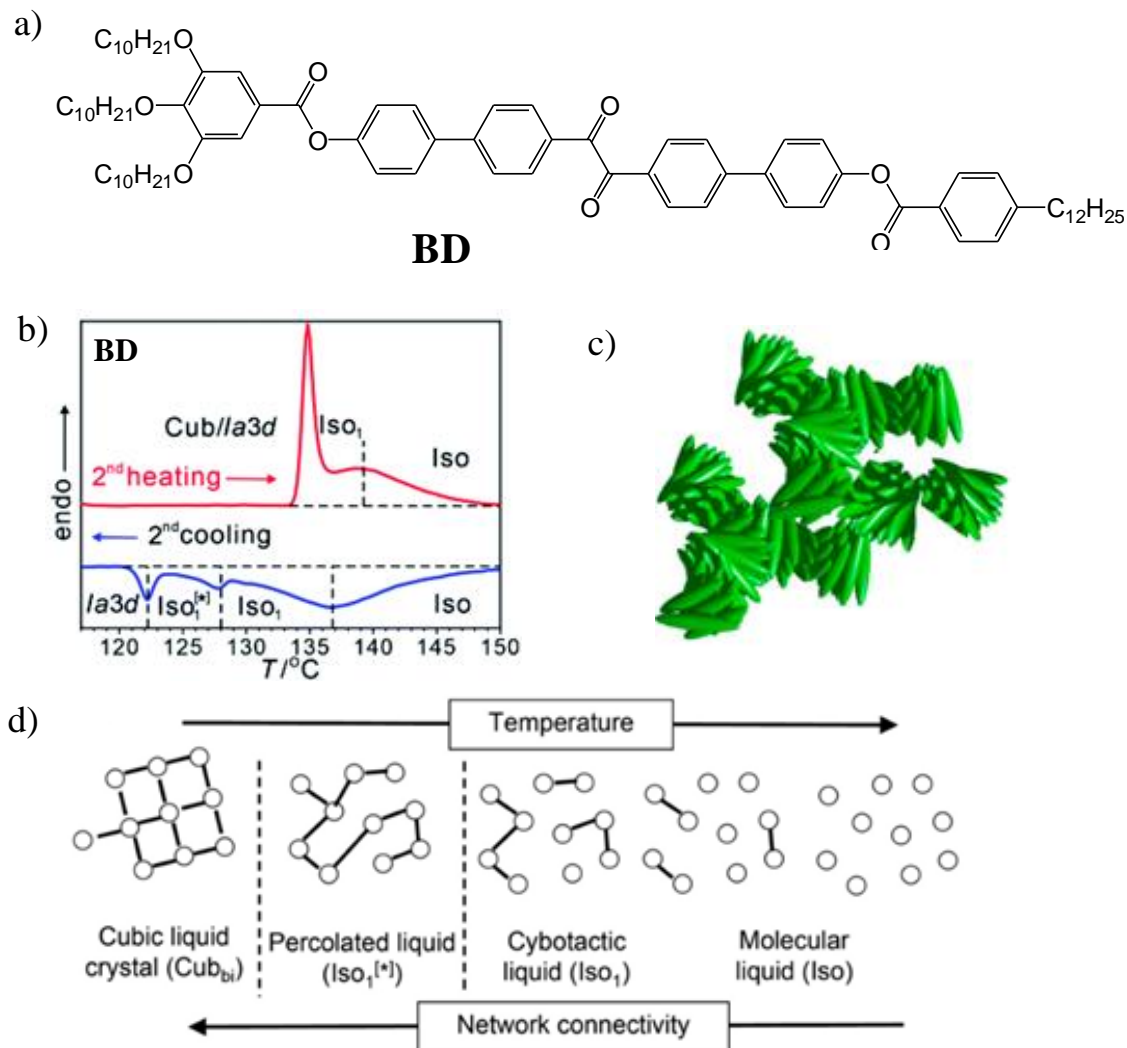 a)
C10H21O
O
O
C10H21O
O
O
C10H21O
O
O
C12H25
O
BD
b)
c)
BD
Iso1
Cub/Ia3d
Iso
2nd heating
endo
2nd cooling
Ia3d
Iso1[*]
Iso1
Iso
120 125 130 135 140 145 150
T/°C
d)
Temperature
Cubic liquid
crystal (Cubbi)
Percolated liquid
(Iso1[*])
Cybotactic
liquid (Iso1)
Molecular
liquid (Iso)
Network connectivity